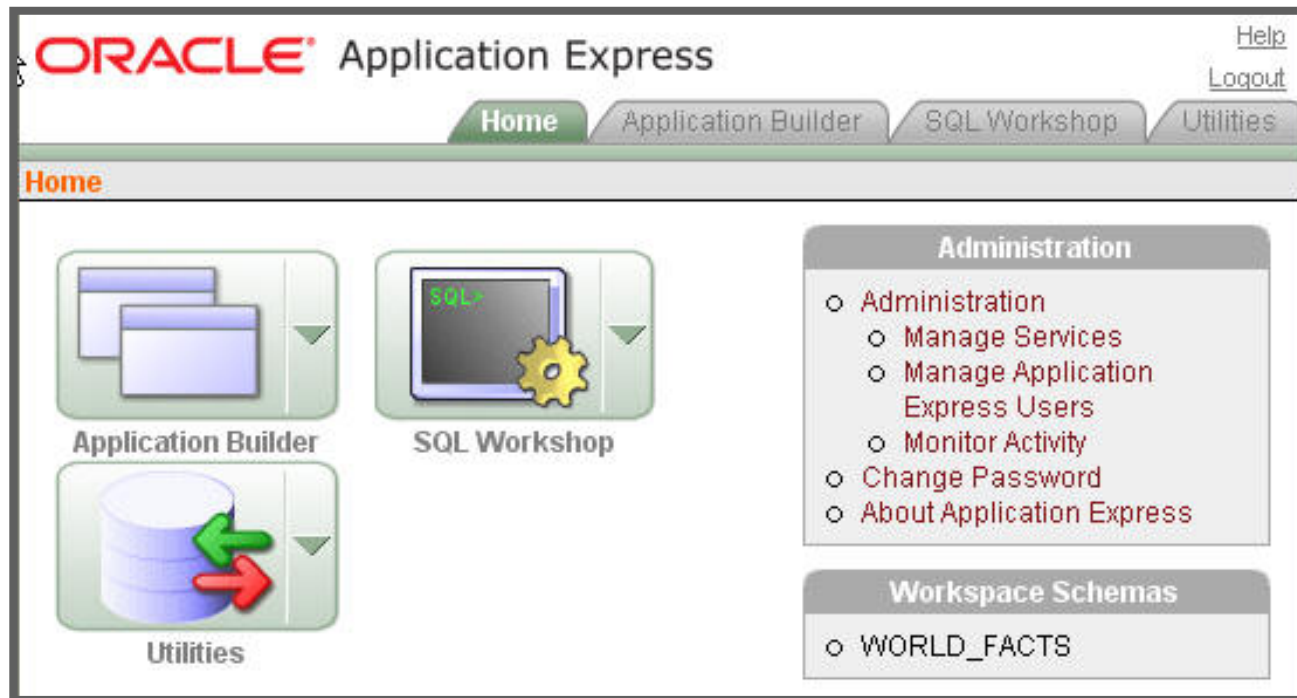 ORACLE® Application Express
Help
Logout
Home Application Builder SQL Workshop Utilities
Home
SQL>
Application Builder SQL Workshop
Utilities
Administration
Administration
Manage Services
Manage Application
Express Users
Monitor Activity
Change Password
About Application Express
Workspace Schemas
WORLD_FACTS